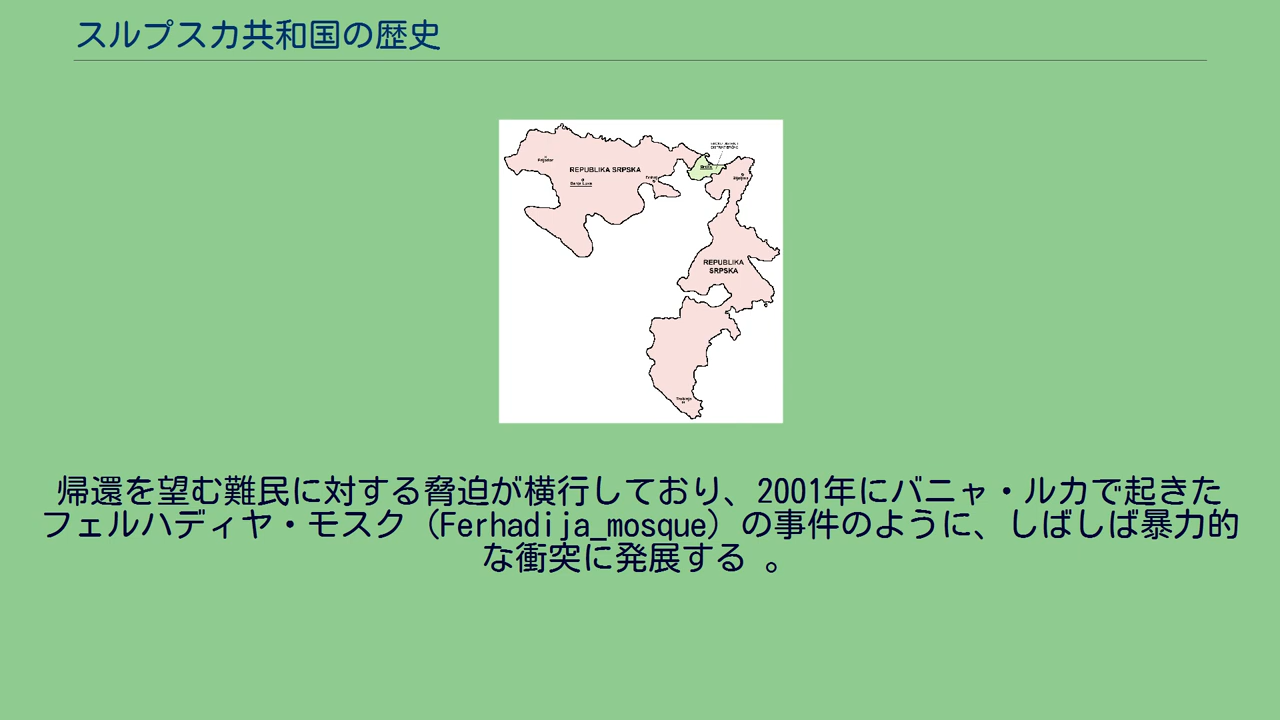 スルプスカ共和国の歴史
REPUBLIKA SRPSKA
Banja Luka
Brčko
REPUBLIKA
SRPSKA
Trebinje
帰還を望む難民に対する脅迫が横行しており、2001年にバニャ・ルカで起きた
フェルハディヤ・モスク（Ferhadija_mosque）の事件のように、しばしば暴力的
な衝突に発展する 。